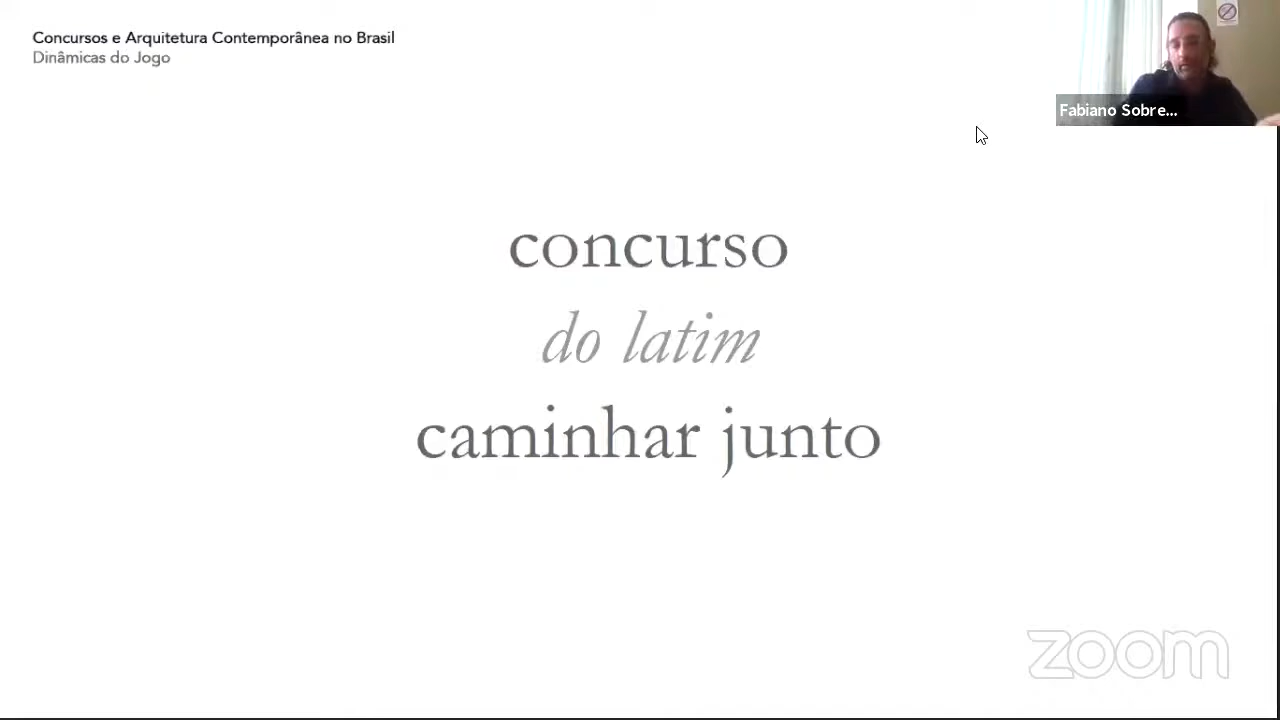 Concursos e Arquitetura Contemporânea no Brasil
Dinâmicas do Jogo
Fabiano Sobre...
concurso
do latim
caminhar junto
zoom